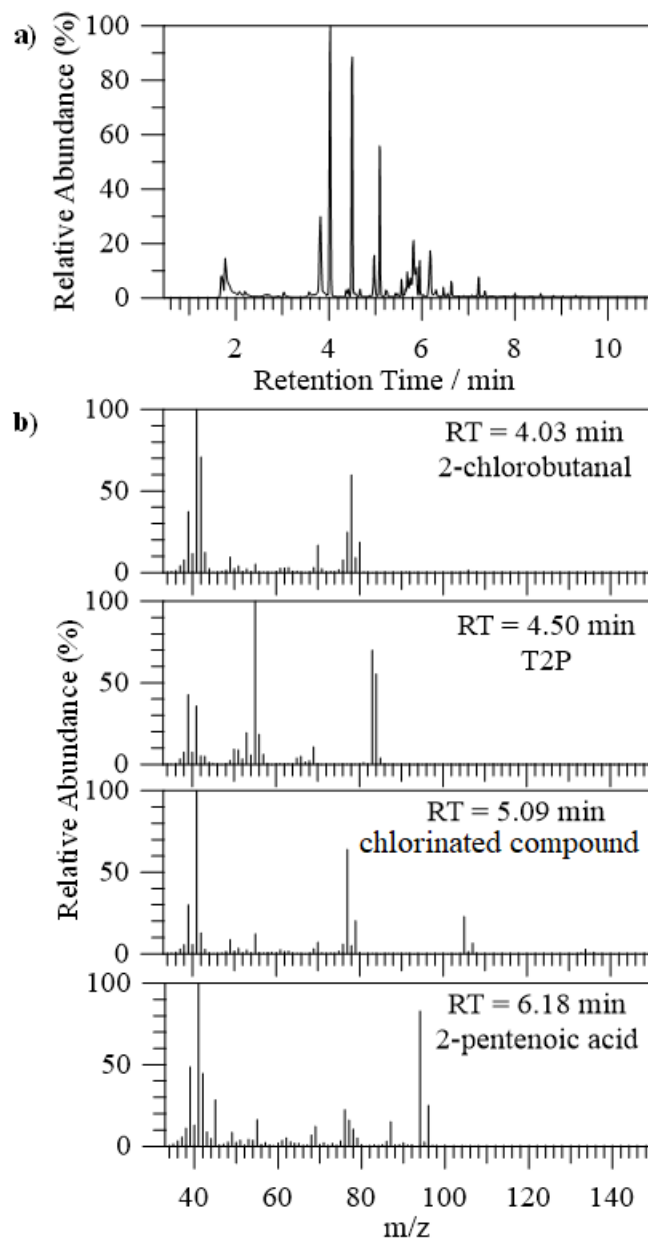 a)
Relative Abundance (%)
100
80
60
40
20
0
2 4 6 8 10
Retention Time / min
b)
Relative Abundance (%)
100
50
0
RT = 4.03 min
2-chlorobutanal
100
50
0
RT = 4.50 min
T2P
100
50
0
RT = 5.09 min
chlorinated compound
100
50
0
RT = 6.18 min
2-pentenoic acid
40 60 80 100 120 140
m/z